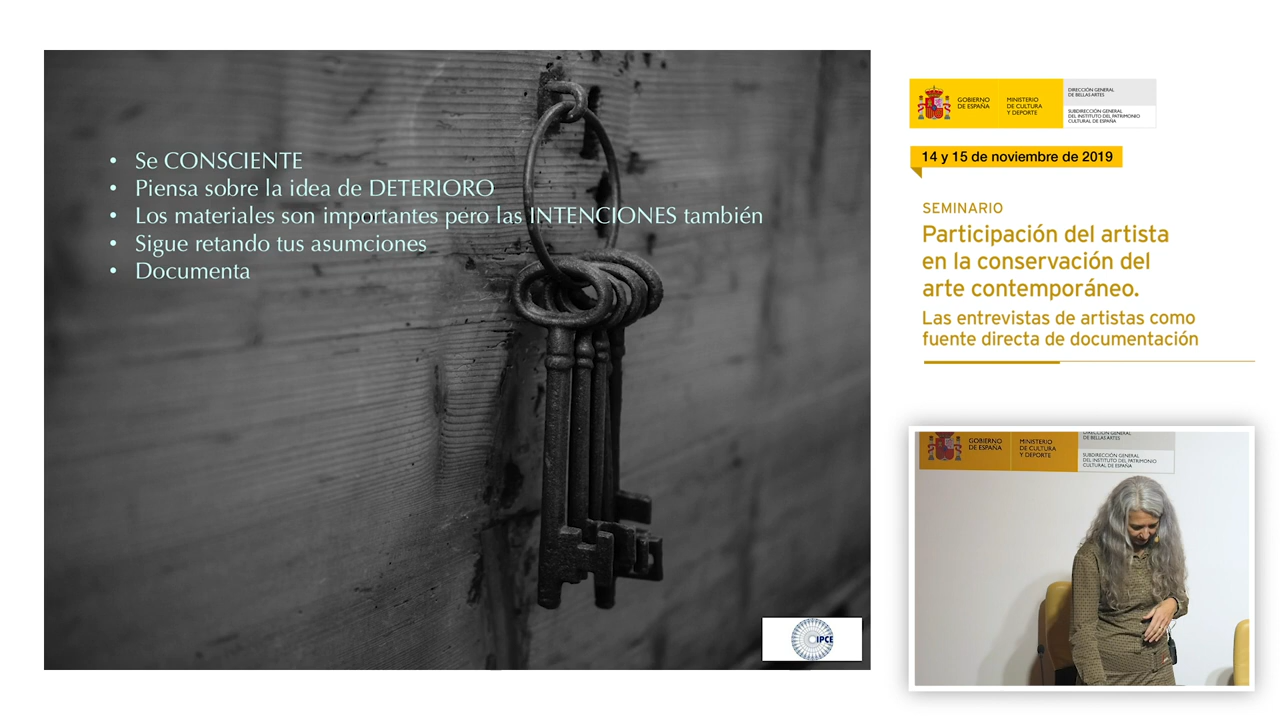 • Se CONSCIENTE
• Piensa sobre la idea de DETERIORO
• Los materiales son importantes pero las INTENCIONES también
• Sigue retando tus asumciones
• Documenta
IPCE
GOBIERNO
DE ESPAÑA
MINISTERIO
DE CULTURA
Y DEPORTE
DIRECCIÓN GENERAL
DE BELLAS ARTES
SUBDIRECCIÓN GENERAL
DEL INSTITUTO DEL PATRIMONIO
CULTURAL DE ESPAÑA
14 y 15 de noviembre de 2019
SEMINARIO
Participación del artista
en la conservación del
arte contemporáneo.
Las entrevistas de artistas como
fuente directa de documentación
GOBIERNO
DE ESPAÑA
MINISTERIO
DE CULTURA
Y DEPORTE
DIRECCIÓN GENERAL
DE BELLAS ARTES
SUBDIRECCIÓN GENERAL
DEL INSTITUTO DEL PATRIMONIO
CULTURAL DE ESPAÑA